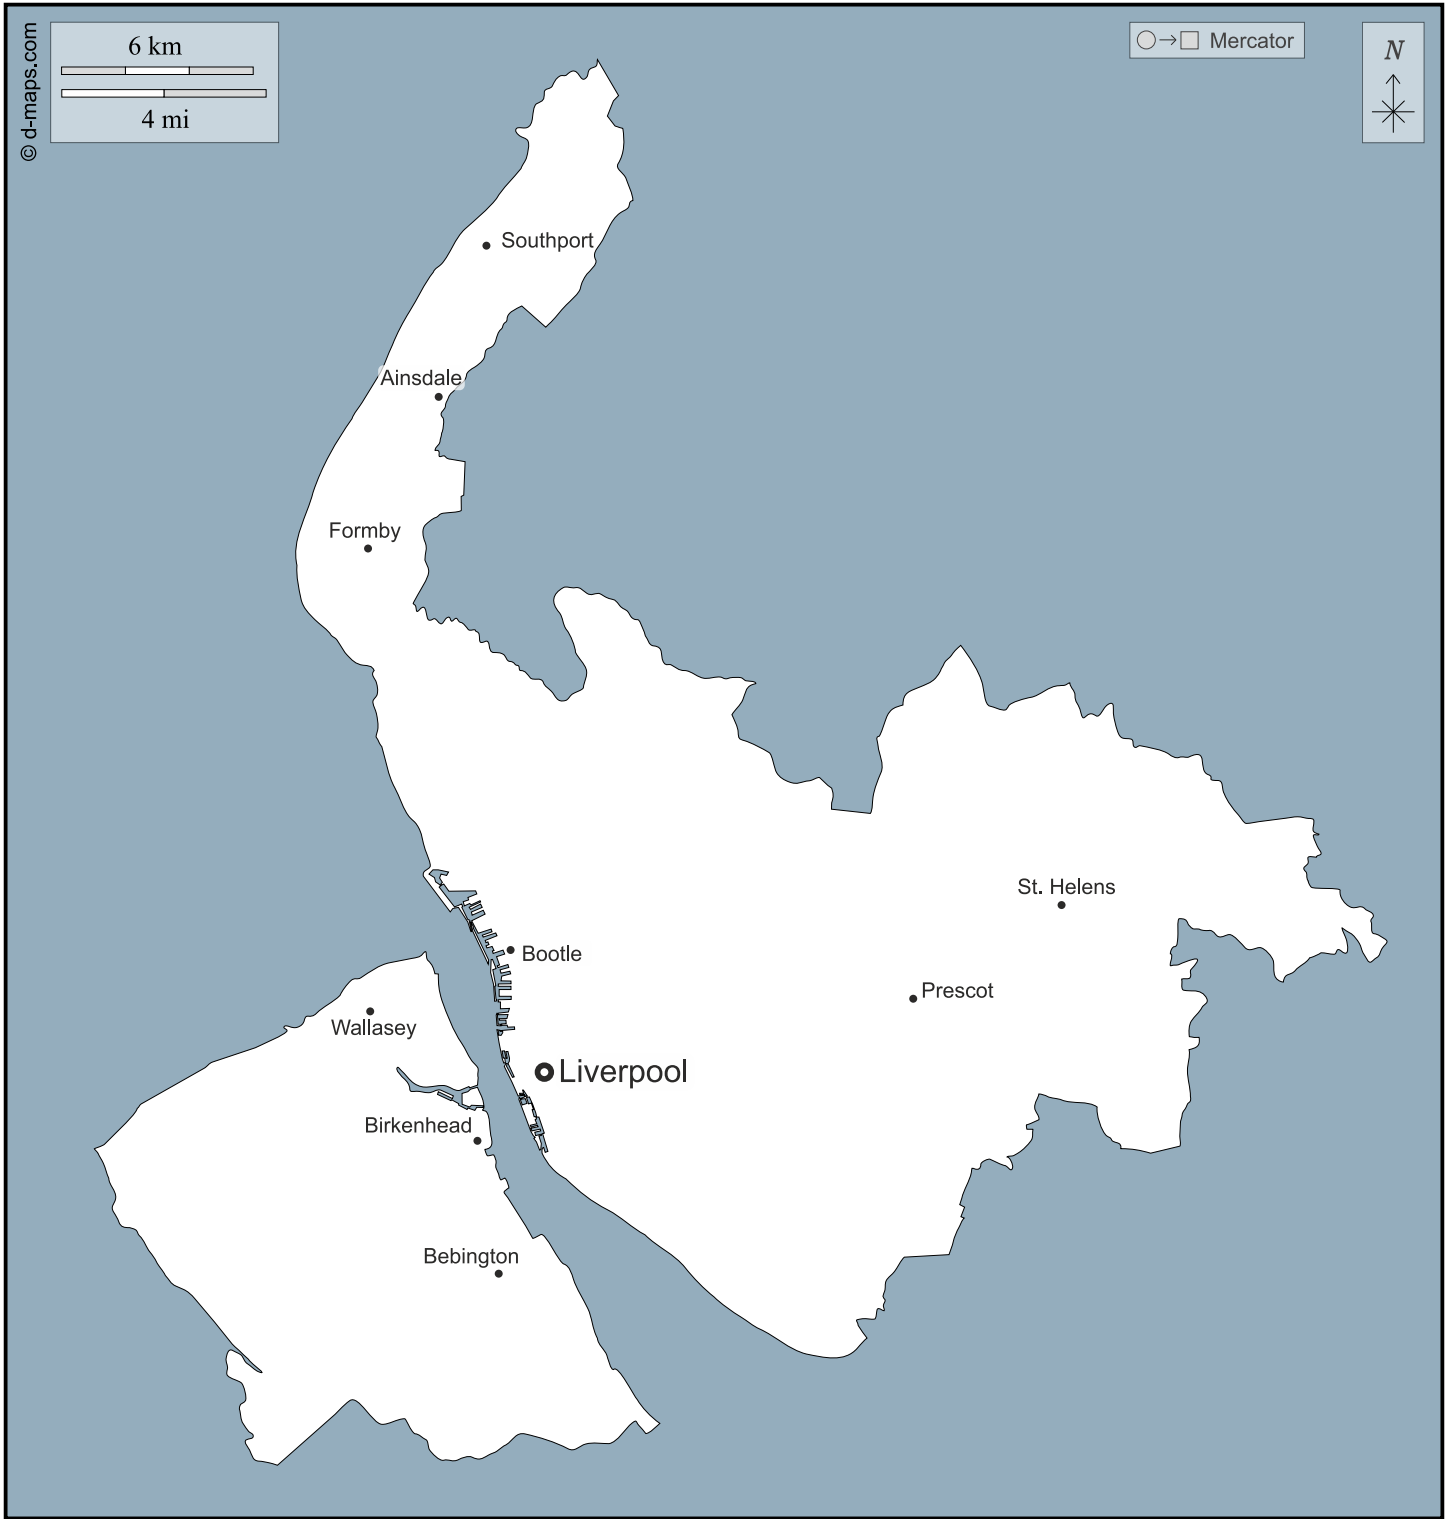 © d-maps.com
6 km
4 mi
Mercator
N
Southport
Ainsdale
Formby
St. Helens
Bootle
Prescot
Wallasey
Liverpool
Birkenhead
Bebington